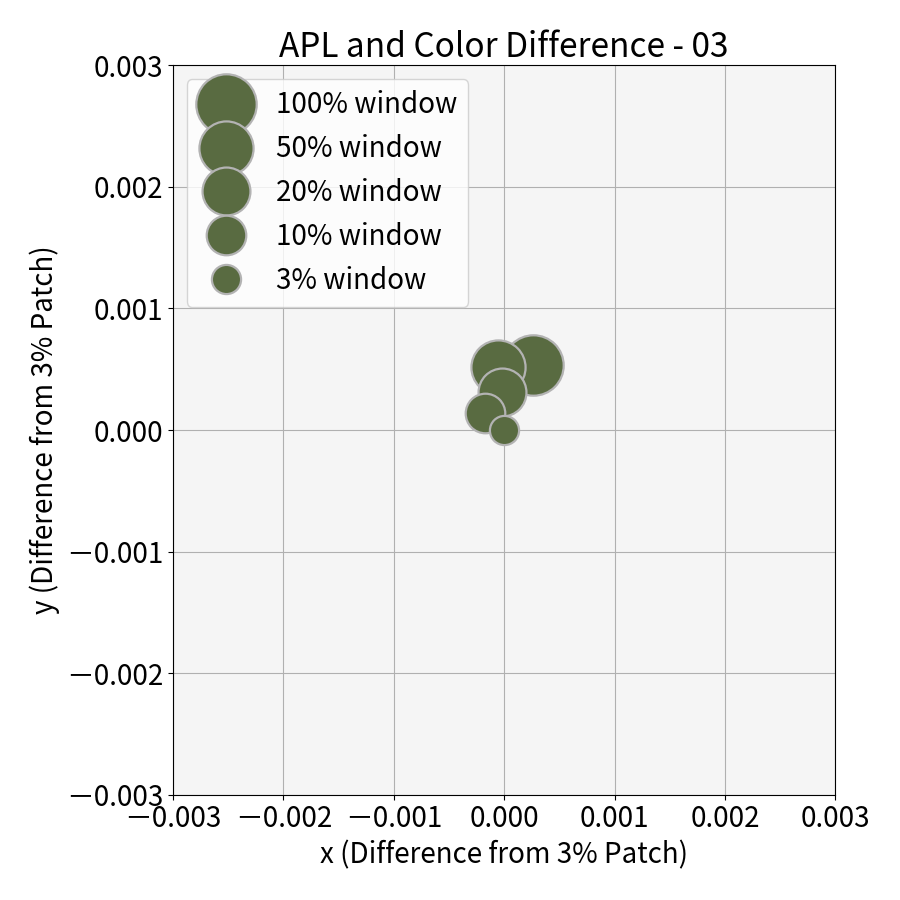 APL and Color Difference - 03
100% window
50% window
20% window
10% window
3% window
0.003
0.002
0.001
0.000
−0.001
−0.002
−0.003
y (Difference from 3% Patch)
−0.003 −0.002 −0.001 0.000 0.001 0.002 0.003
x (Difference from 3% Patch)